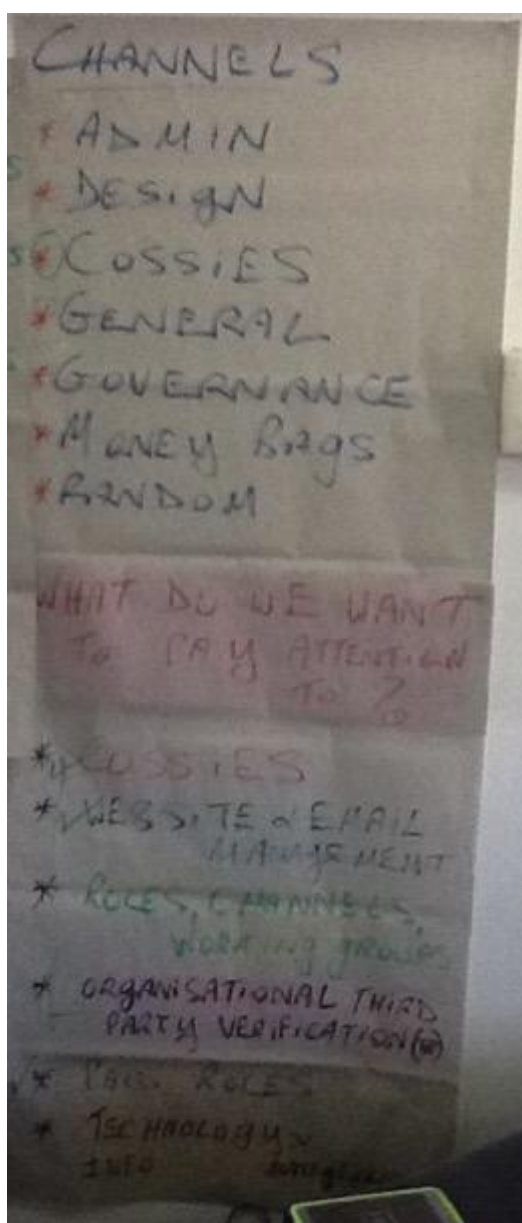 CHANNELS
* ADMIN
* DESIGN
* COSSIES
* GENERAL
* GOVERNANCE
* MONEY BAGS
* RANDOM
WHAT DO WE WANT
TO PAY ATTENTION
TO ?
* COSSIES
* WEBSITE & EMAIL
MANAGEMENT
* ROLES, CHANNELS,
WORKING GROUPS
* ORGANISATIONAL THIRD
PARTY VERIFICATION
* ROLES
* TECHNOLOGY
INFO